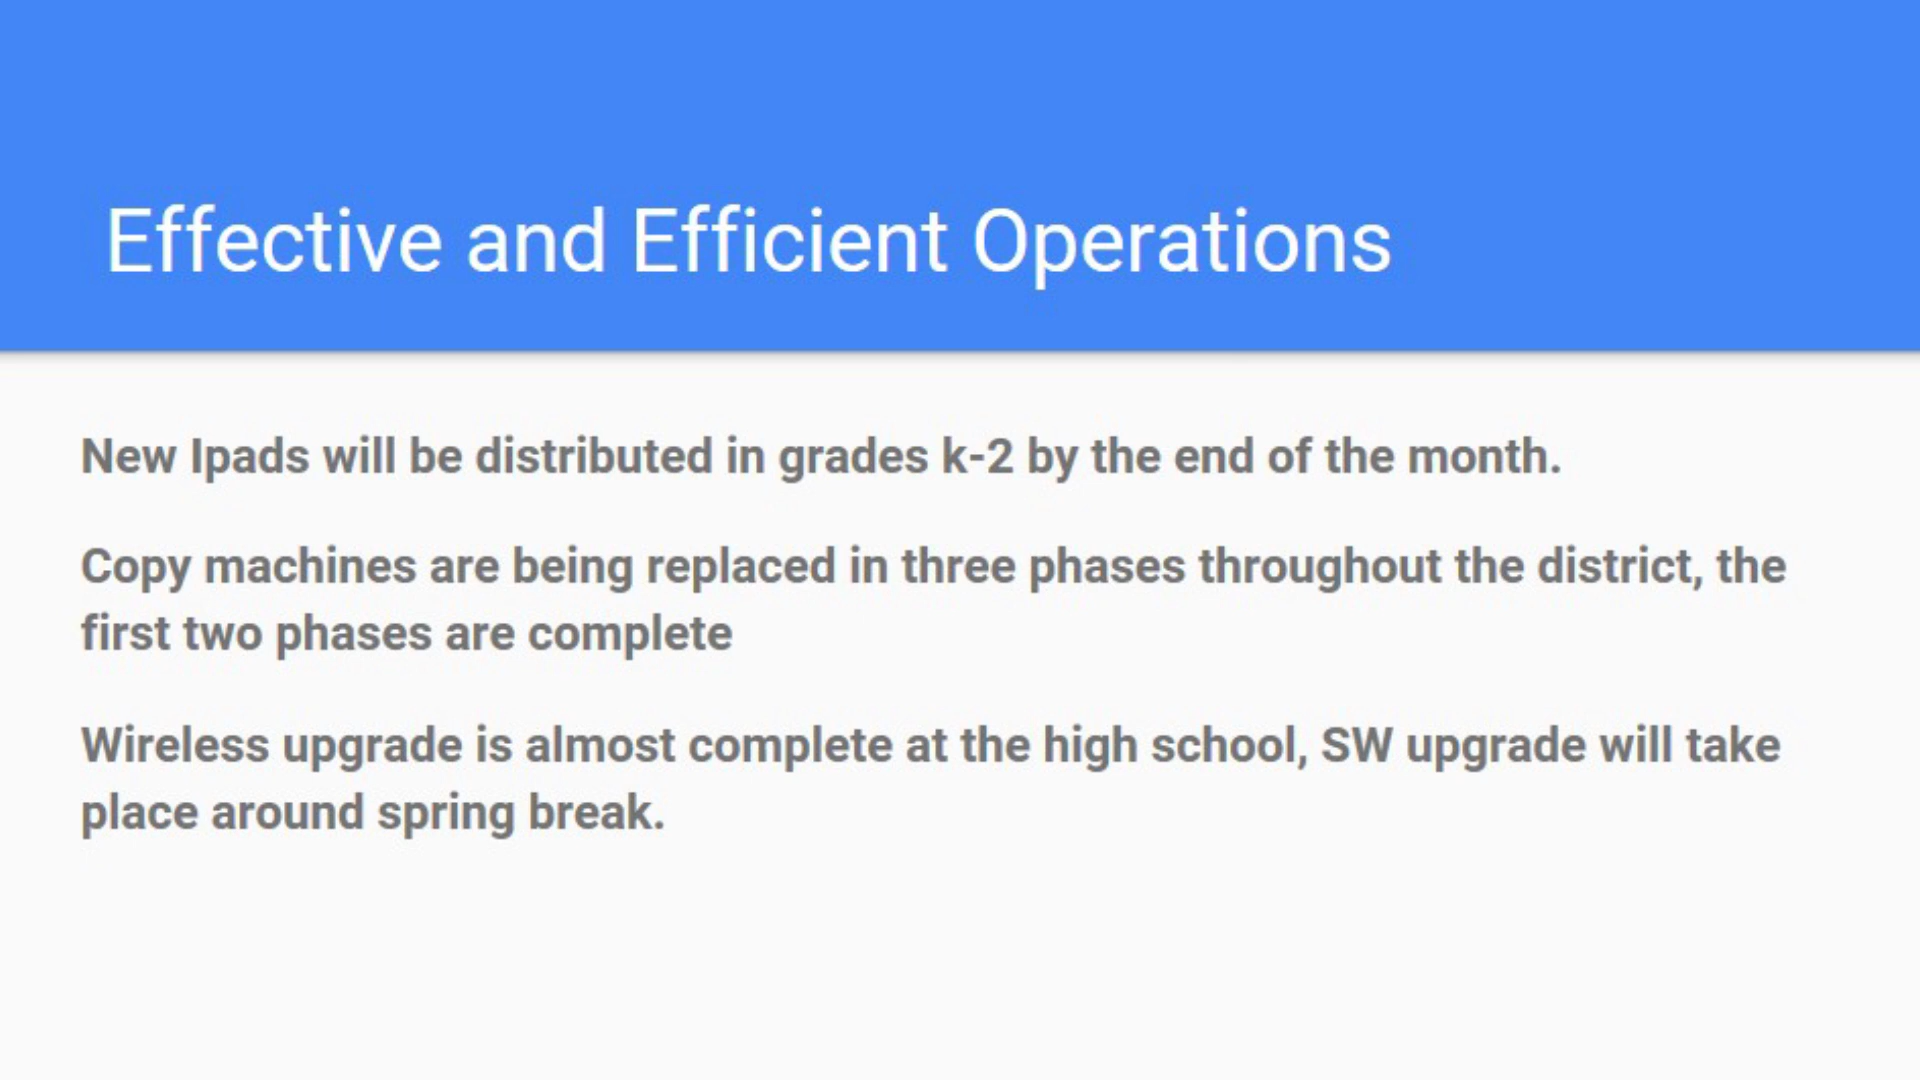 Effective and Efficient Operations
New Ipads will be distributed in grades k-2 by the end of the month.
Copy machines are being replaced in three phases throughout the district, the
first two phases are complete
Wireless upgrade is almost complete at the high school, SW upgrade will take
place around spring break.